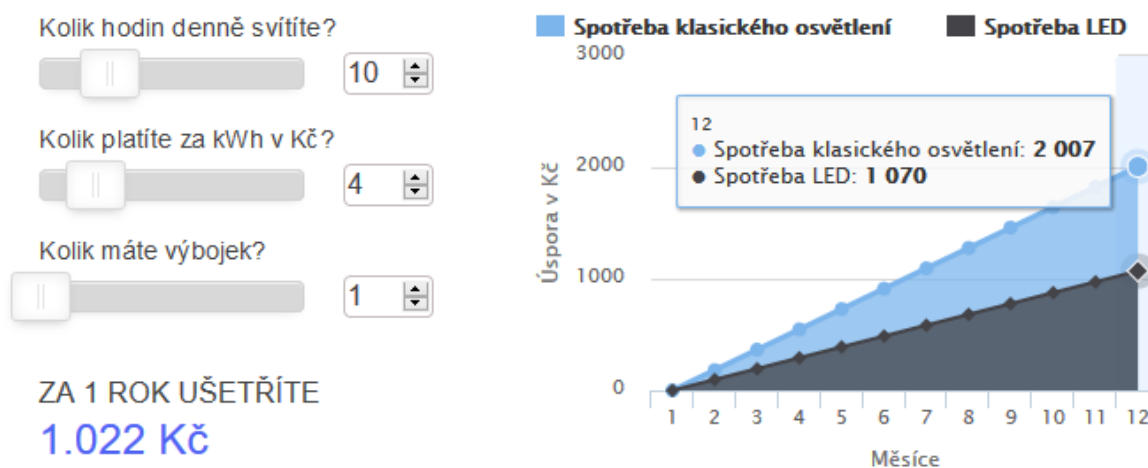 Kolik hodin denně svítíte?
10
Kolik platíte za kWh v Kč?
4
Kolik máte výbojek?
1
ZA 1 ROK UŠETŘÍTE
1.022 Kč
Spotřeba klasického osvětlení
Spotřeba LED
3000
2000
1000
0
Úspora v Kč
12
Spotřeba klasického osvětlení: 2 007
Spotřeba LED: 1 070
1 2 3 4 5 6 7 8 9 10 11 12
Měsíce